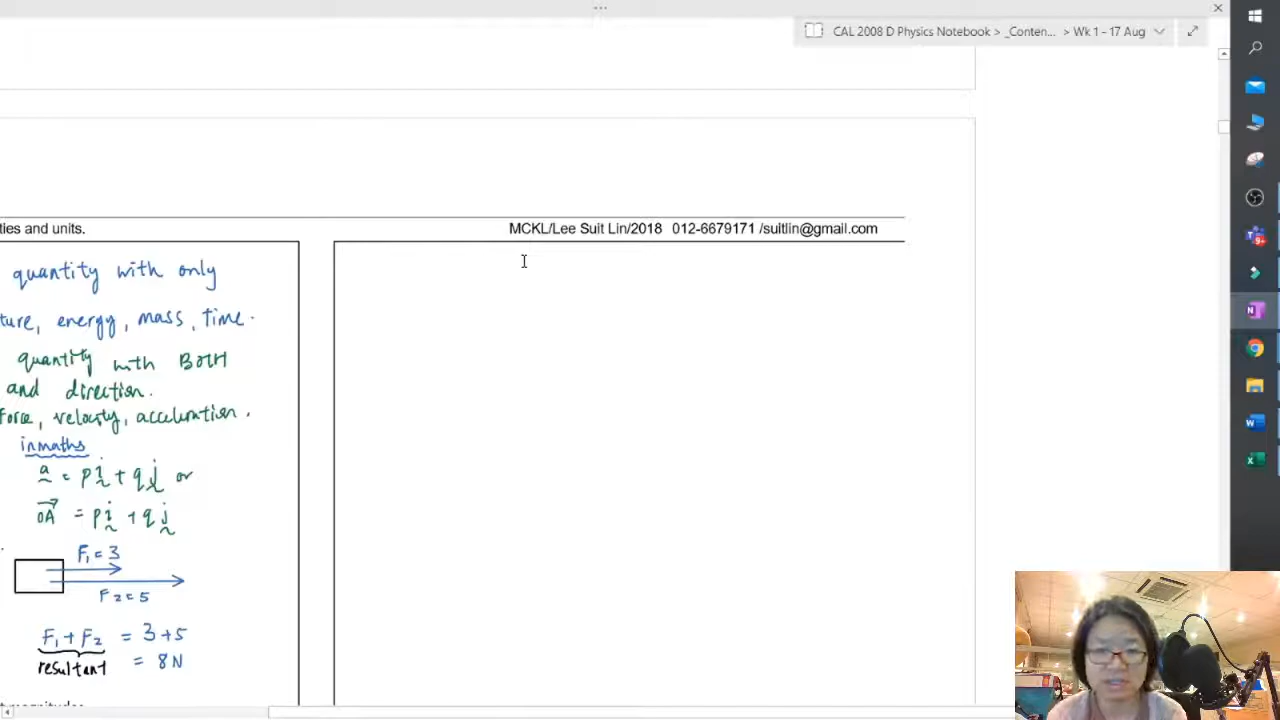 CAL 2008 D Physics Notebook > _Conten... > Wk 1 - 17 Aug
ties and units.
MCKL/Lee Suit Lin/2018 012-6679171 /suitlin@gmail.com
quantity with only
ture, energy, mass, time.
quantity with BOTH
and direction.
force, velocity, acceleration.
in maths
a = pi + qj or
OA = pi + qj
F₁ = 3
F₂ = 5
F₁ + F₂ = 3 + 5
resultant = 8N